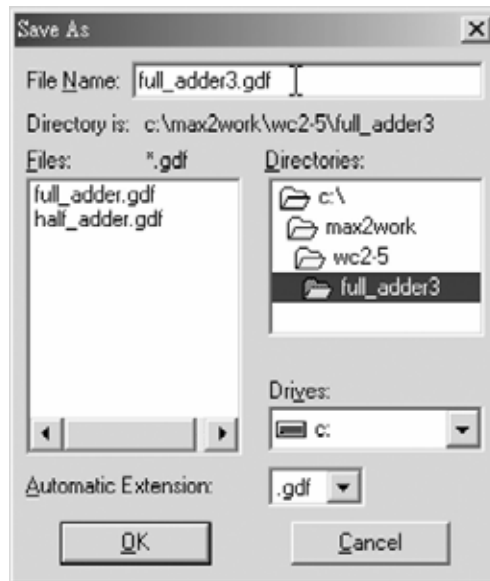 Save As
File Name: full_adder3.gdf
Directory is: c:\max2work\wc2-5\full_adder3
Files: *.gdf
full_adder.gdf
half_adder.gdf
Directories:
c:\
max2work
wc2-5
full_adder3
Drives:
c:
Automatic Extension: .gdf
OK
Cancel